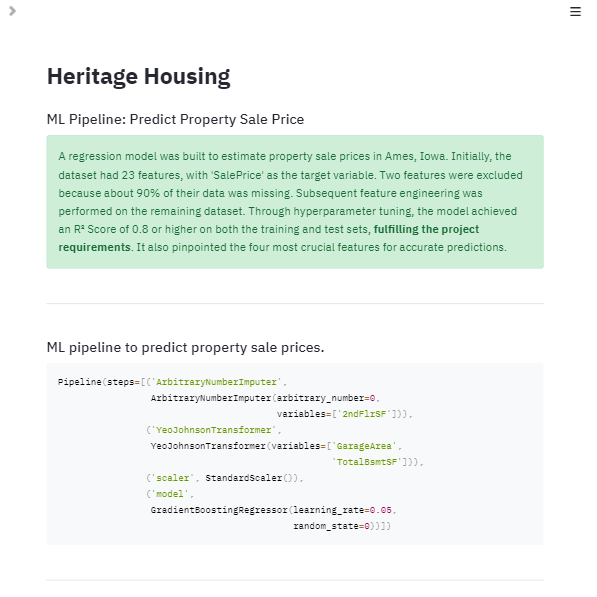 Heritage Housing
ML Pipeline: Predict Property Sale Price
A regression model was built to estimate property sale prices in Ames, Iowa. Initially, the
dataset had 23 features, with 'SalePrice' as the target variable. Two features were excluded
because about 90% of their data was missing. Subsequent feature engineering was
performed on the remaining dataset. Through hyperparameter tuning, the model achieved
an R² Score of 0.8 or higher on both the training and test sets, fulfilling the project
requirements. It also pinpointed the four most crucial features for accurate predictions.
ML pipeline to predict property sale prices.
Pipeline(steps=[('ArbitraryNumberImputer',
ArbitraryNumberImputer(arbitrary_number=0,
variables=['2ndFlrSF'])),
('YeoJohnsonTransformer',
YeoJohnsonTransformer(variables=['GarageArea',
'TotalBsmtSF'])),
('scaler', StandardScaler()),
('model',
GradientBoostingRegressor(learning_rate=0.05,
random_state=0))])